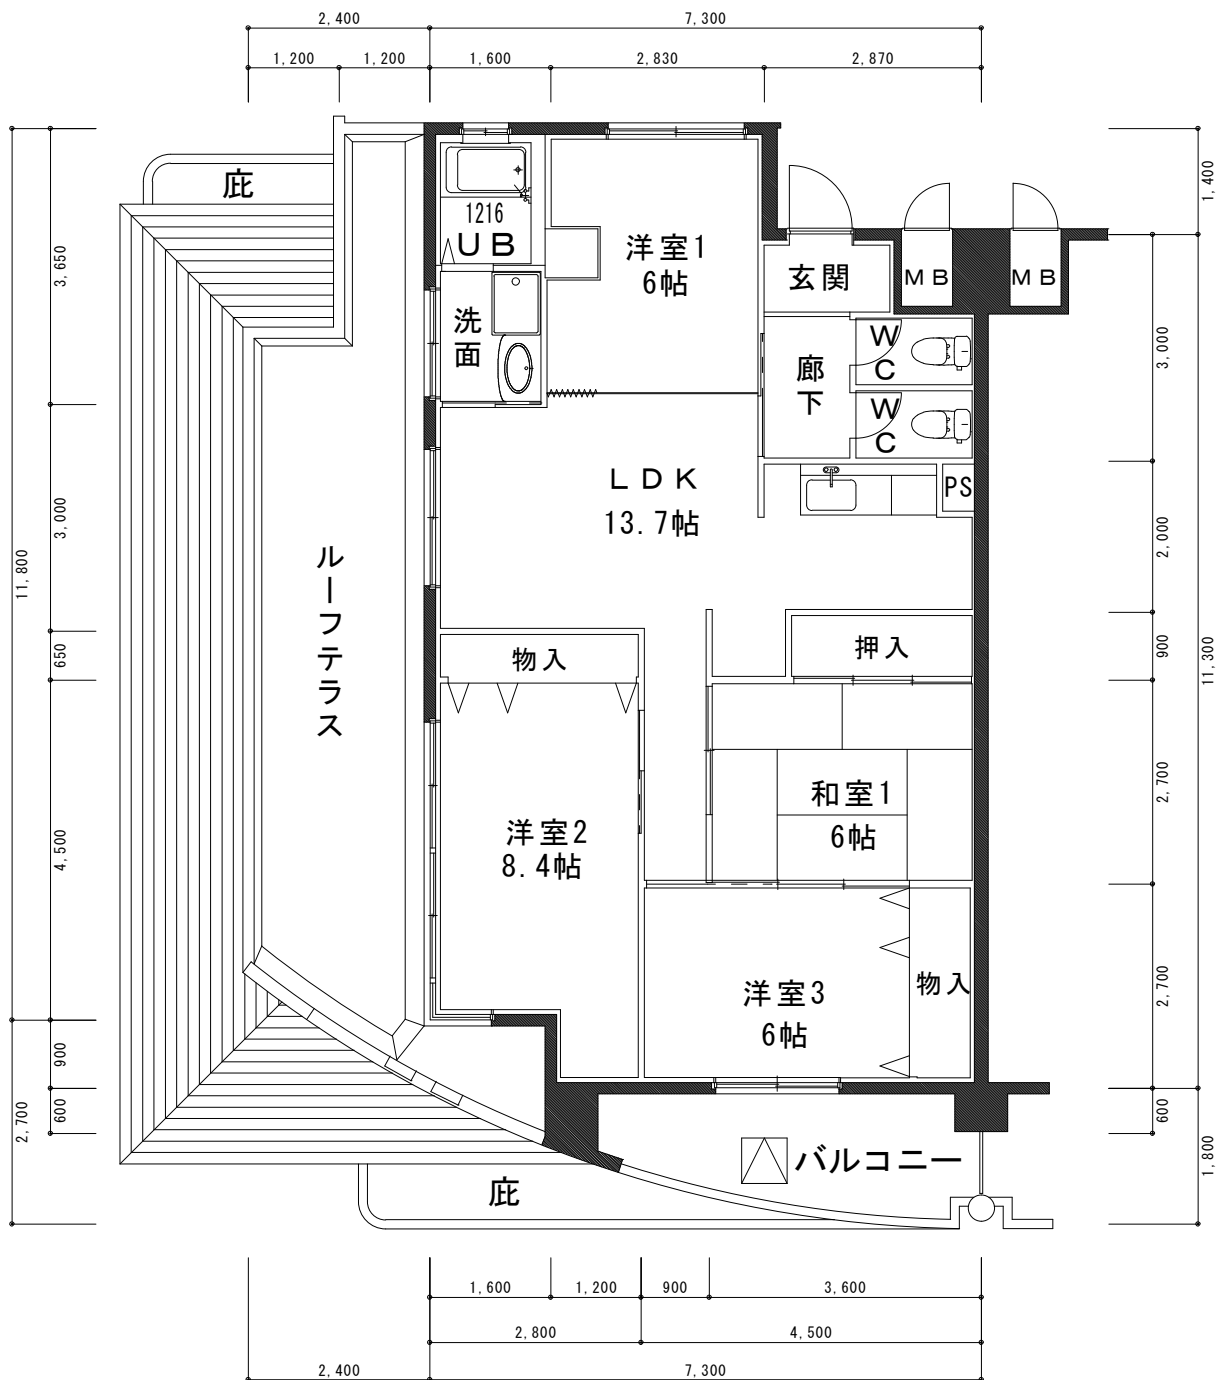 2,400
7,300
1,200
1,200
1,600
2,830
2,870
庇
1,400
1216
UB
洋室1
6帖
玄関
MB
MB
3,650
洗面
廊下
WC
WC
3,000
LDK
13.7帖
PS
3,000
2,000
11,800
ルーフテラス
650
物入
押入
900
11,300
和室1
6帖
2,700
洋室2
8.4帖
4,500
洋室3
6帖
物入
2,700
900
600
2,700
600
1,800
バルコニー
庇
1,600
1,200
900
3,600
2,800
4,500
2,400
7,300